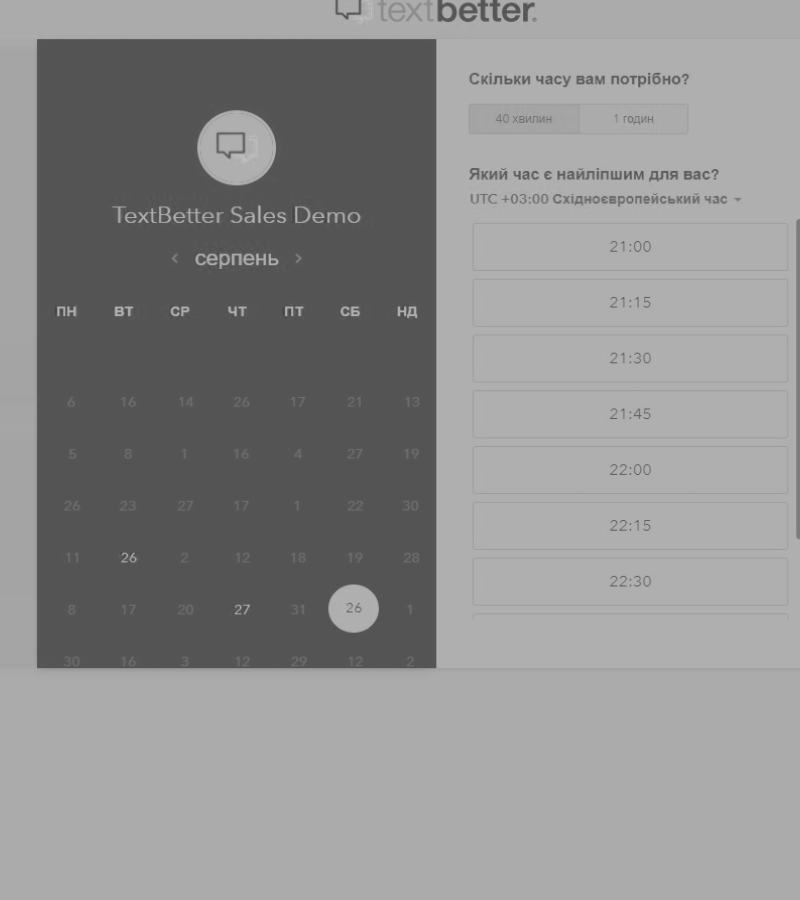 textbetter.
TextBetter Sales Demo
< серпень >
ПН ВТ СР ЧТ ПТ СБ НД
6 16 14 26 17 21 13
5 8 1 16 4 27 19
26 23 27 17 1 22 30
11 26 2 12 18 19 28
8 17 20 27 31 26 1
30 16 3 12 29 12 2
Скільки часу вам потрібно?
40 хвилин 1 годин
Який час є найліпшим для вас?
UTC +03:00 Східноєвропейський час
21:00
21:15
21:30
21:45
22:00
22:15
22:30